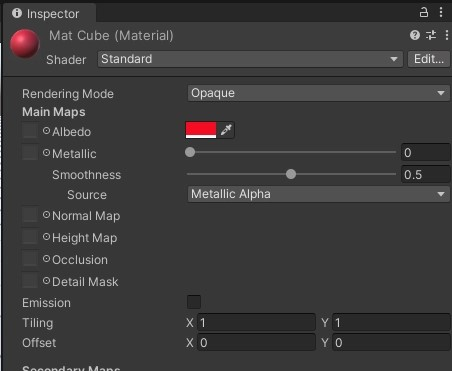 Inspector
Mat Cube (Material)
Shader Standard Edit...
Rendering Mode Opaque
Main Maps
Albedo
Metallic 0
Smoothness 0.5
Source Metallic Alpha
Normal Map
Height Map
Occlusion
Detail Mask
Emission
Tiling X 1 Y 1
Offset X 0 Y 0
Secondary Maps